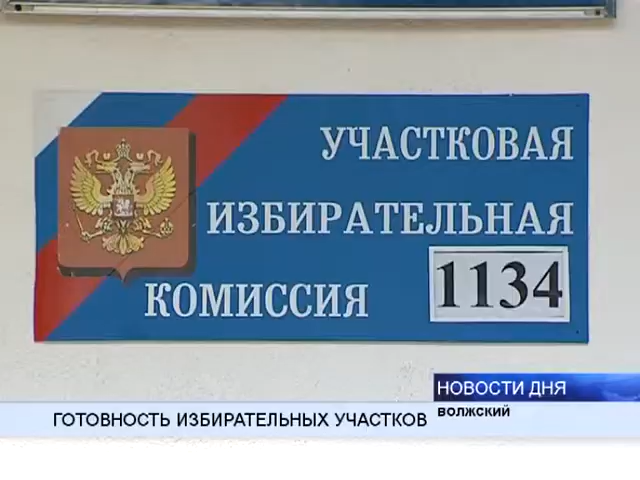 УЧАСТКОВАЯ
ИЗБИРАТЕЛЬНАЯ
КОМИССИЯ 1134
НОВОСТИ ДНЯ
ВОЛЖСКИЙ
ГОТОВНОСТЬ ИЗБИРАТЕЛЬНЫХ УЧАСТКОВ